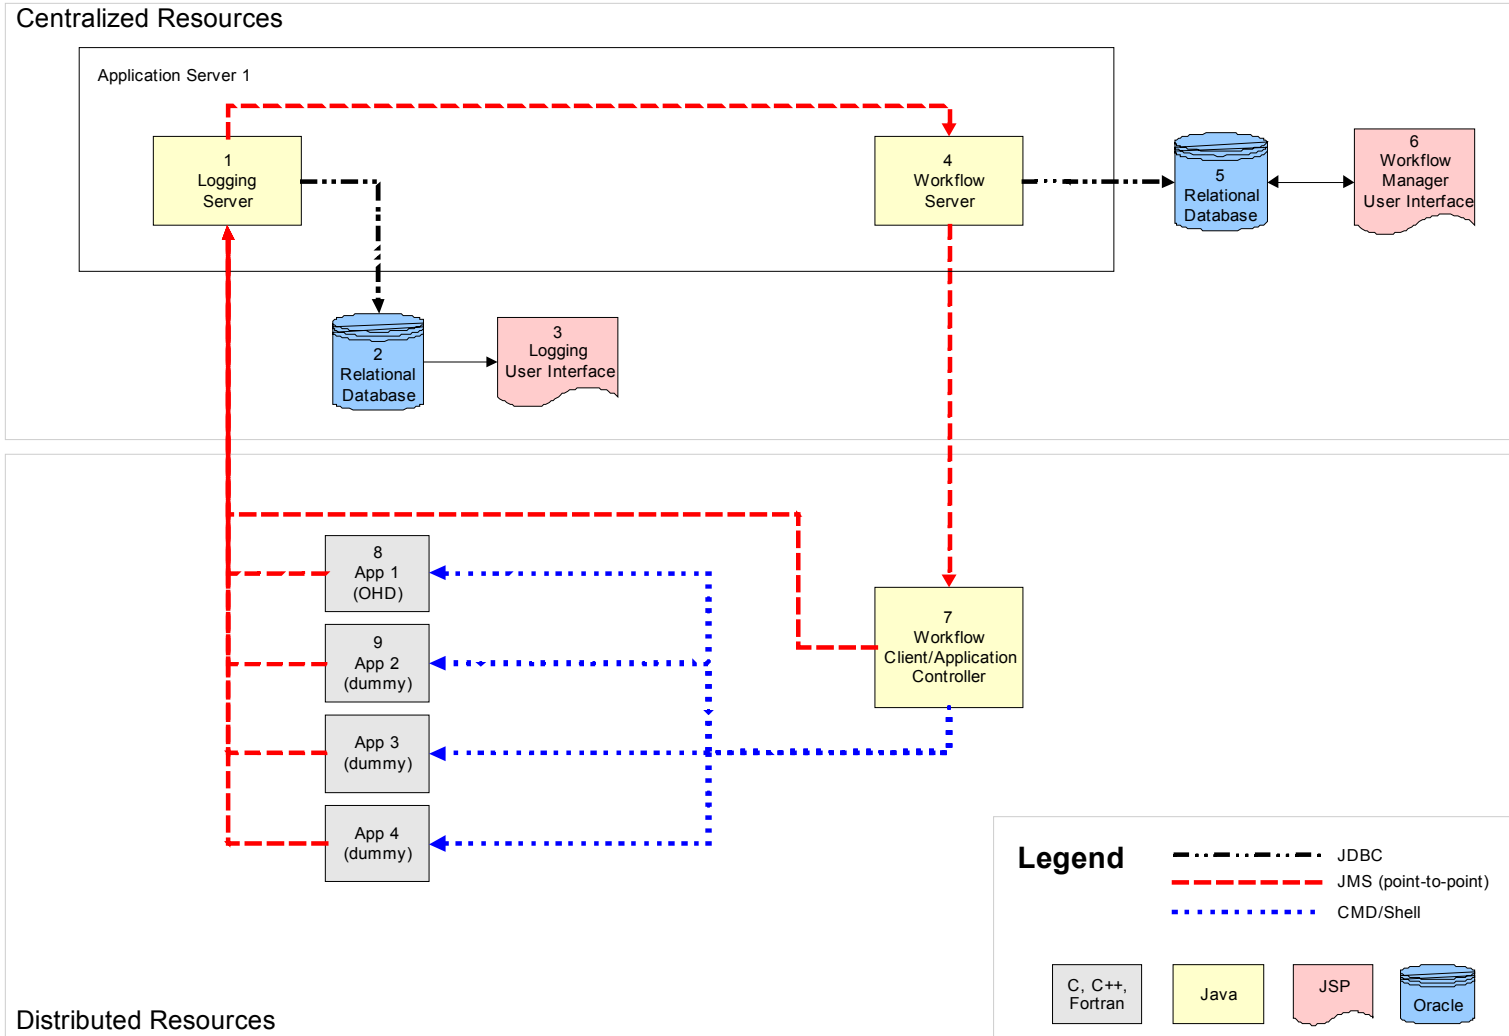 Centralized Resources
Application Server 1
1
Logging
Server
4
Workflow
Server
5
Relational
Database
6
Workflow
Manager
User Interface
2
Relational
Database
3
Logging
User Interface
8
App 1
(OHD)
9
App 2
(dummy)
App 3
(dummy)
App 4
(dummy)
7
Workflow
Client/Application
Controller
Legend
JDBC
JMS (point-to-point)
CMD/Shell
C, C++,
Fortran
Java
JSP
Oracle
Distributed Resources